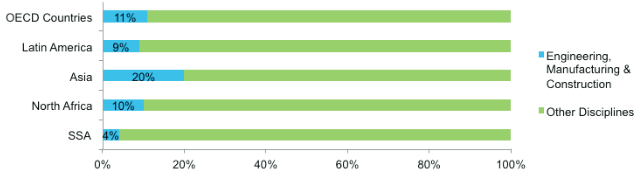 OECD Countries
11%
Latin America
9%
Asia
20%
North Africa
10%
SSA
4%
0%
20%
40%
60%
80%
100%
Engineering,
Manufacturing &
Construction
Other Disciplines